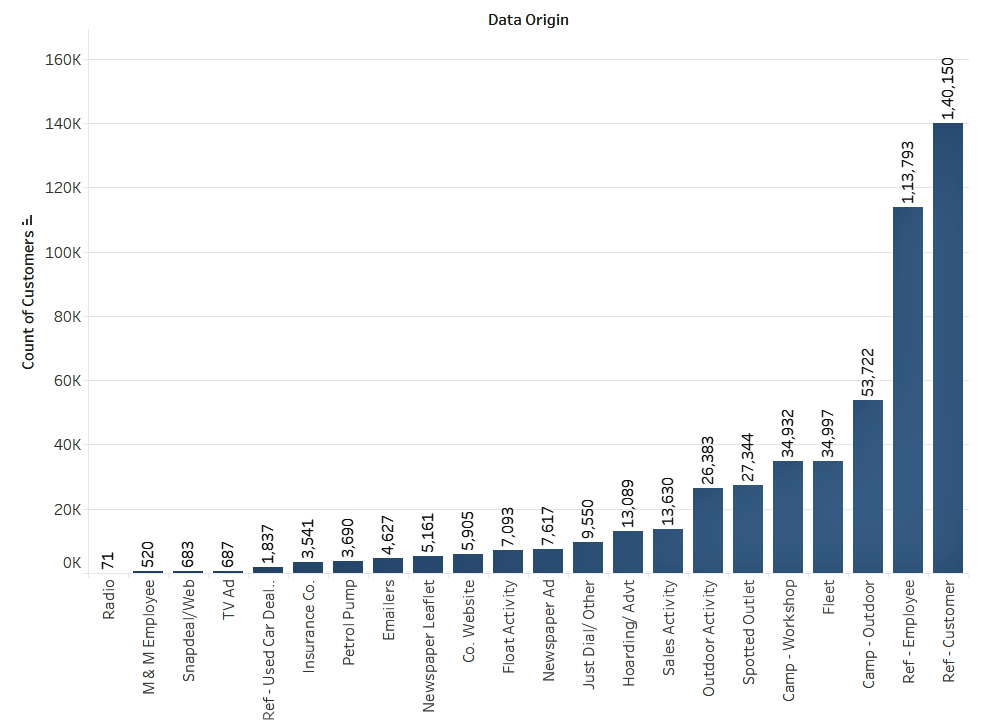 Data Origin
Count of Customers
160K
140K
120K
100K
80K
60K
40K
20K
0K
71
520
683
687
1,837
3,541
3,690
4,627
5,161
5,905
7,093
7,617
9,550
13,089
13,630
26,383
27,344
34,932
34,997
53,722
1,13,793
1,40,150
Radio
M & M Employee
Snapdeal/Web
TV Ad
Ref - Used Car Deal..
Insurance Co.
Petrol Pump
Emailers
Newspaper Leaflet
Co. Website
Float Activity
Newspaper Ad
Just Dial/ Other
Hoarding/ Advt
Sales Activity
Outdoor Activity
Spotted Outlet
Camp - Workshop
Fleet
Camp - Outdoor
Ref - Employee
Ref - Customer